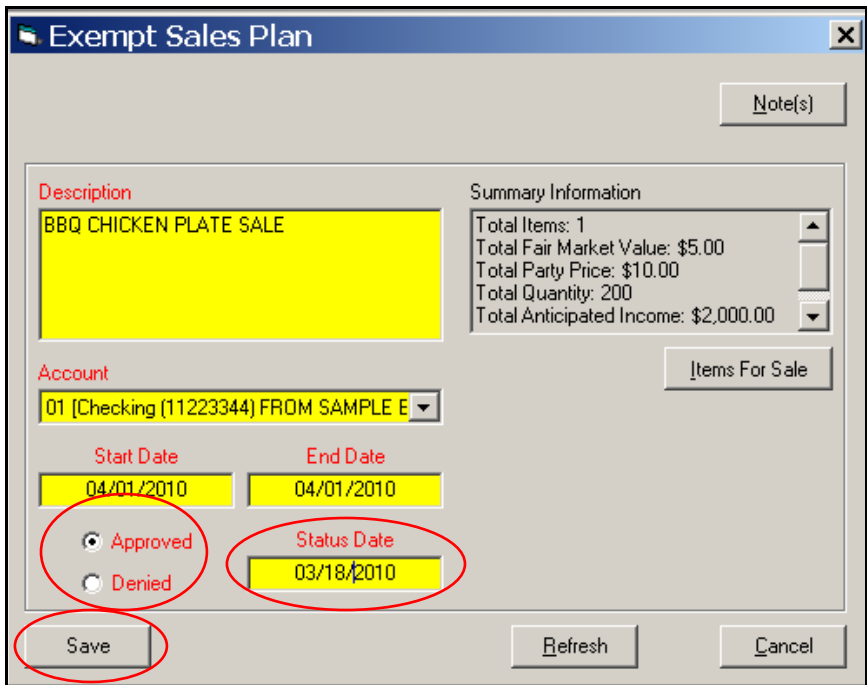 Exempt Sales Plan
Note(s)
Description
BBQ CHICKEN PLATE SALE
Summary Information
Total Items: 1
Total Fair Market Value: $5.00
Total Party Price: $10.00
Total Quantity: 200
Total Anticipated Income: $2,000.00
Items For Sale
Account
01 [Checking (11223344) FROM SAMPLE E
Start Date
End Date
04/01/2010
04/01/2010
Approved
Denied
Status Date
03/18/2010
Save
Refresh
Cancel